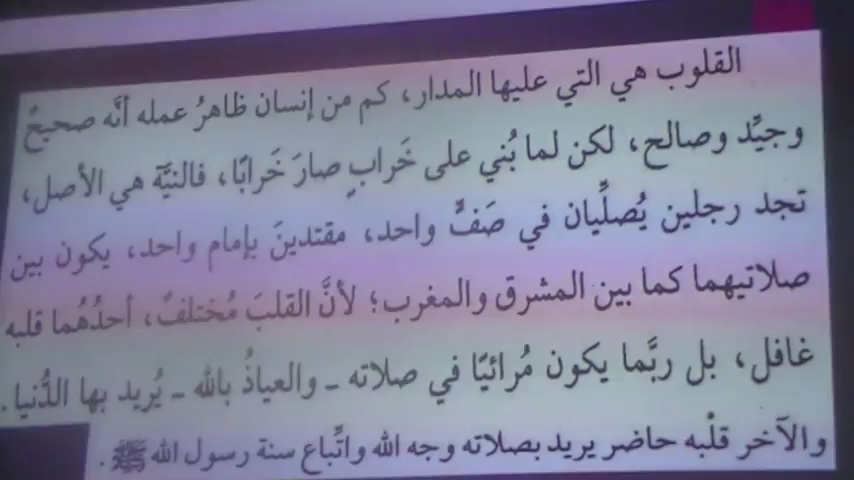 القلوب هي التي عليها المدار، كم من إنسان ظاهرُ عمله أنَّه صحيحٌ
وجيِّد وصالح، لكن لما بُني على خَرابٍ صارَ خَرابًا، فالنيَّة هي الأصل،
تجد رجلين يُصلِّيان في صَفٍّ واحد، مقتدينَ بإمام واحد، يكون بين
صلاتيهما كما بين المشرق والمغرب؛ لأنَّ القلبَ مُختلفٌ، أحدُهُما قلبه
غافل، بل ربَّما يكون مُرائيًا في صلاته ـ والعياذُ بالله ـ يُريد بها الدُّنيا.
والآخر قلْبه حاضر يريد بصلاته وجه الله واتِّباع سنة رسول الله ﷺ.